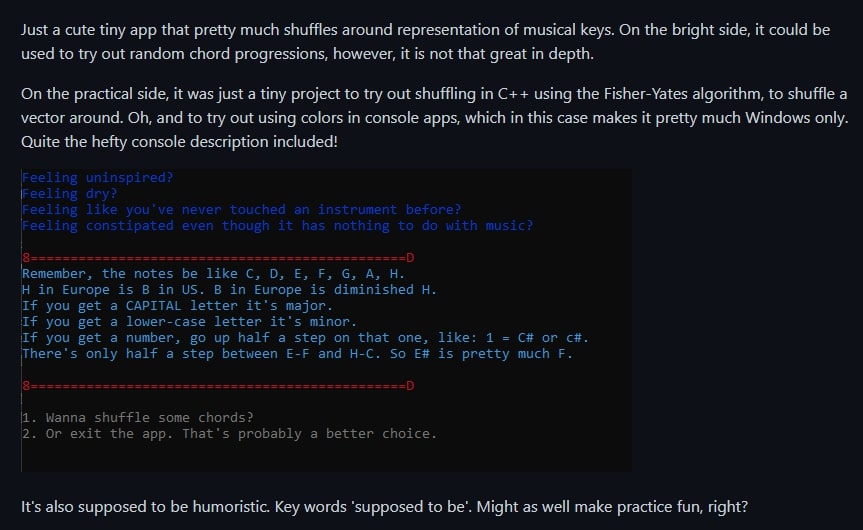 Just a cute tiny app that pretty much shuffles around representation of musical keys. On the bright side, it could be
used to try out random chord progressions, however, it is not that great in depth.
On the practical side, it was just a tiny project to try out shuffling in C++ using the Fisher-Yates algorithm, to shuffle a
vector around. Oh, and to try out using colors in console apps, which in this case makes it pretty much Windows only.
Quite the hefty console description included!
Feeling uninspired?
Feeling dry?
Feeling like you've never touched an instrument before?
Feeling constipated even though it has nothing to do with music?
8===============================================D
Remember, the notes be like C, D, E, F, G, A, H.
H in Europe is B in US. B in Europe is diminished H.
If you get a CAPITAL letter it's major.
If you get a lower-case letter it's minor.
If you get a number, go up half a step on that one, like: 1 = C# or c#.
There's only half a step between E-F and H-C. So E# is pretty much F.
8===============================================D
1. Wanna shuffle some chords?
2. Or exit the app. That's probably a better choice.
It's also supposed to be humoristic. Key words 'supposed to be'. Might as well make practice fun, right?